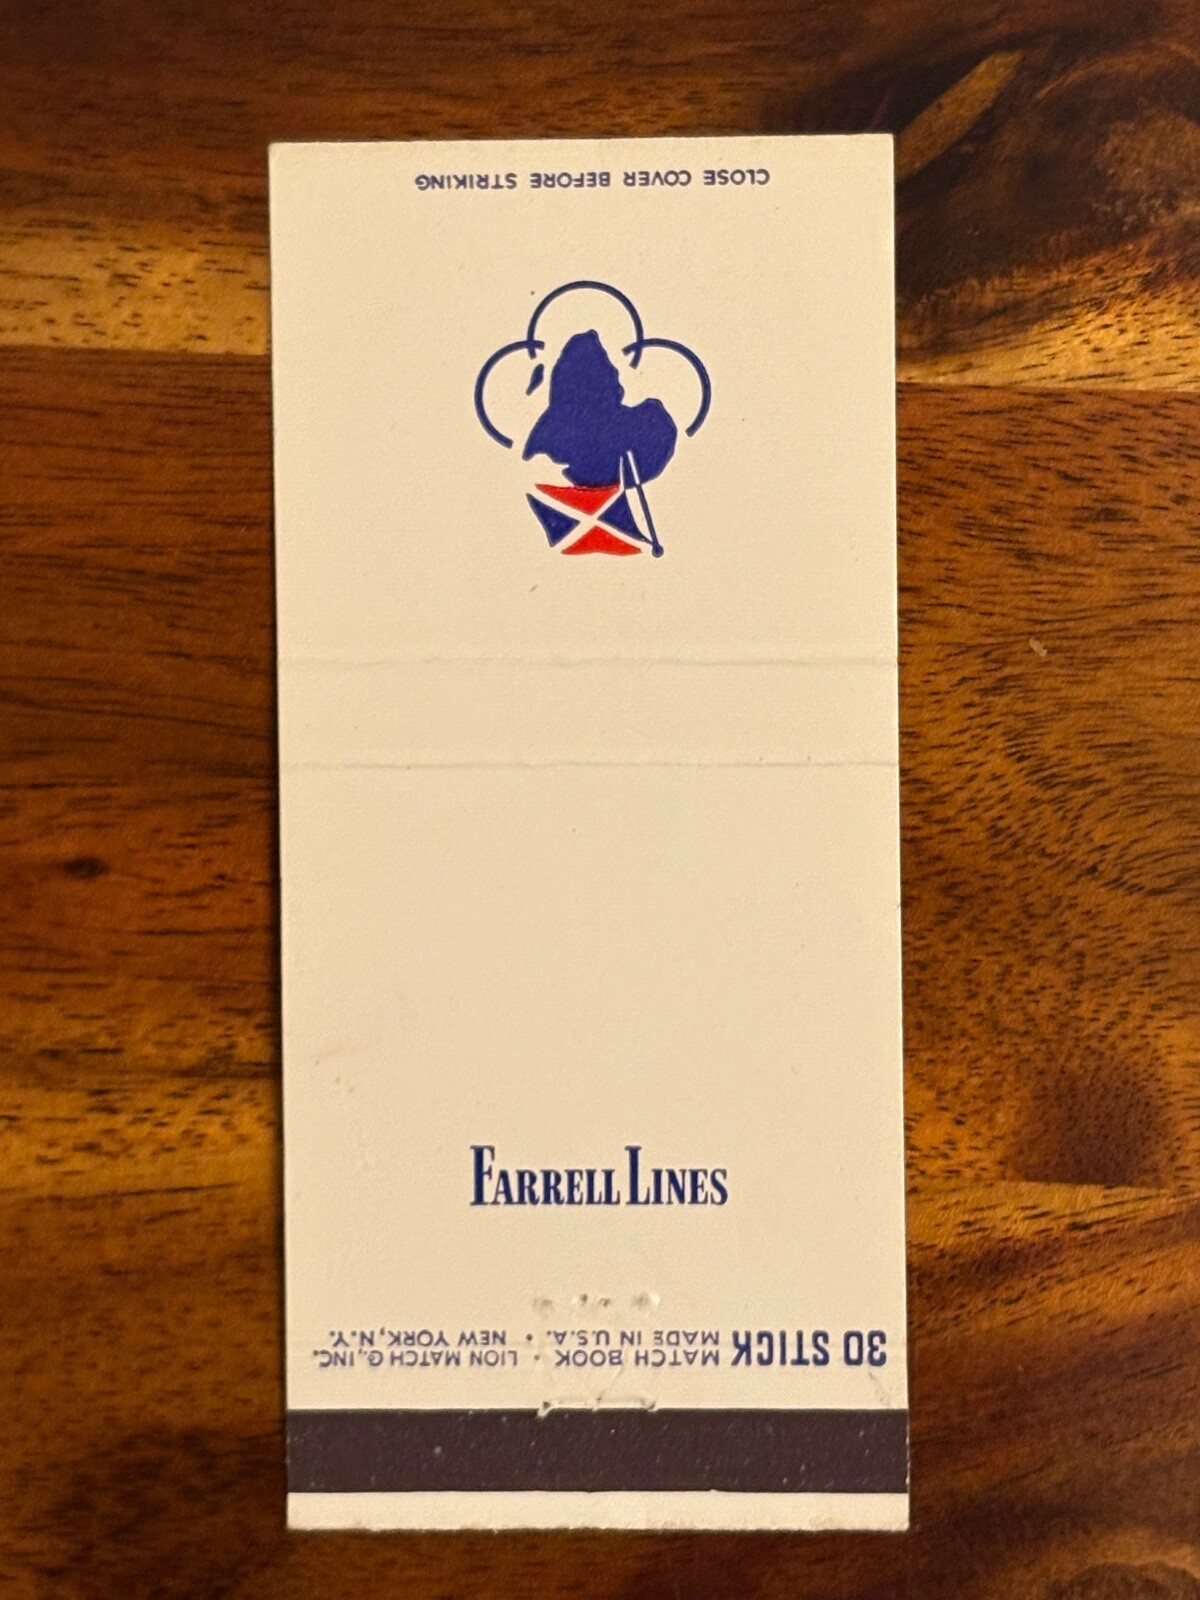 CLOSE COVER BEFORE STRIKING
FARRELL LINES
30 STICK MATCH BOOK • LION MATCH Co., INC.
MADE IN U.S.A. • NEW YORK, N.Y.